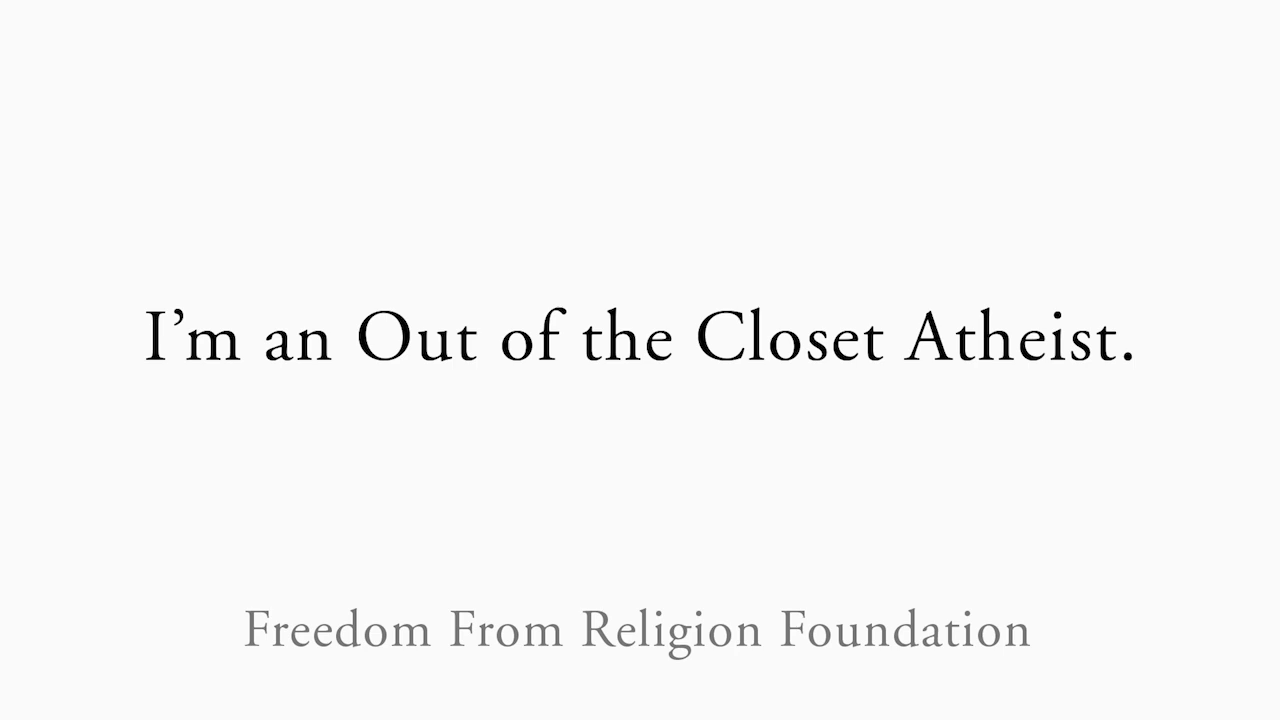 I’m an Out of the Closet Atheist.
Freedom From Religion Foundation